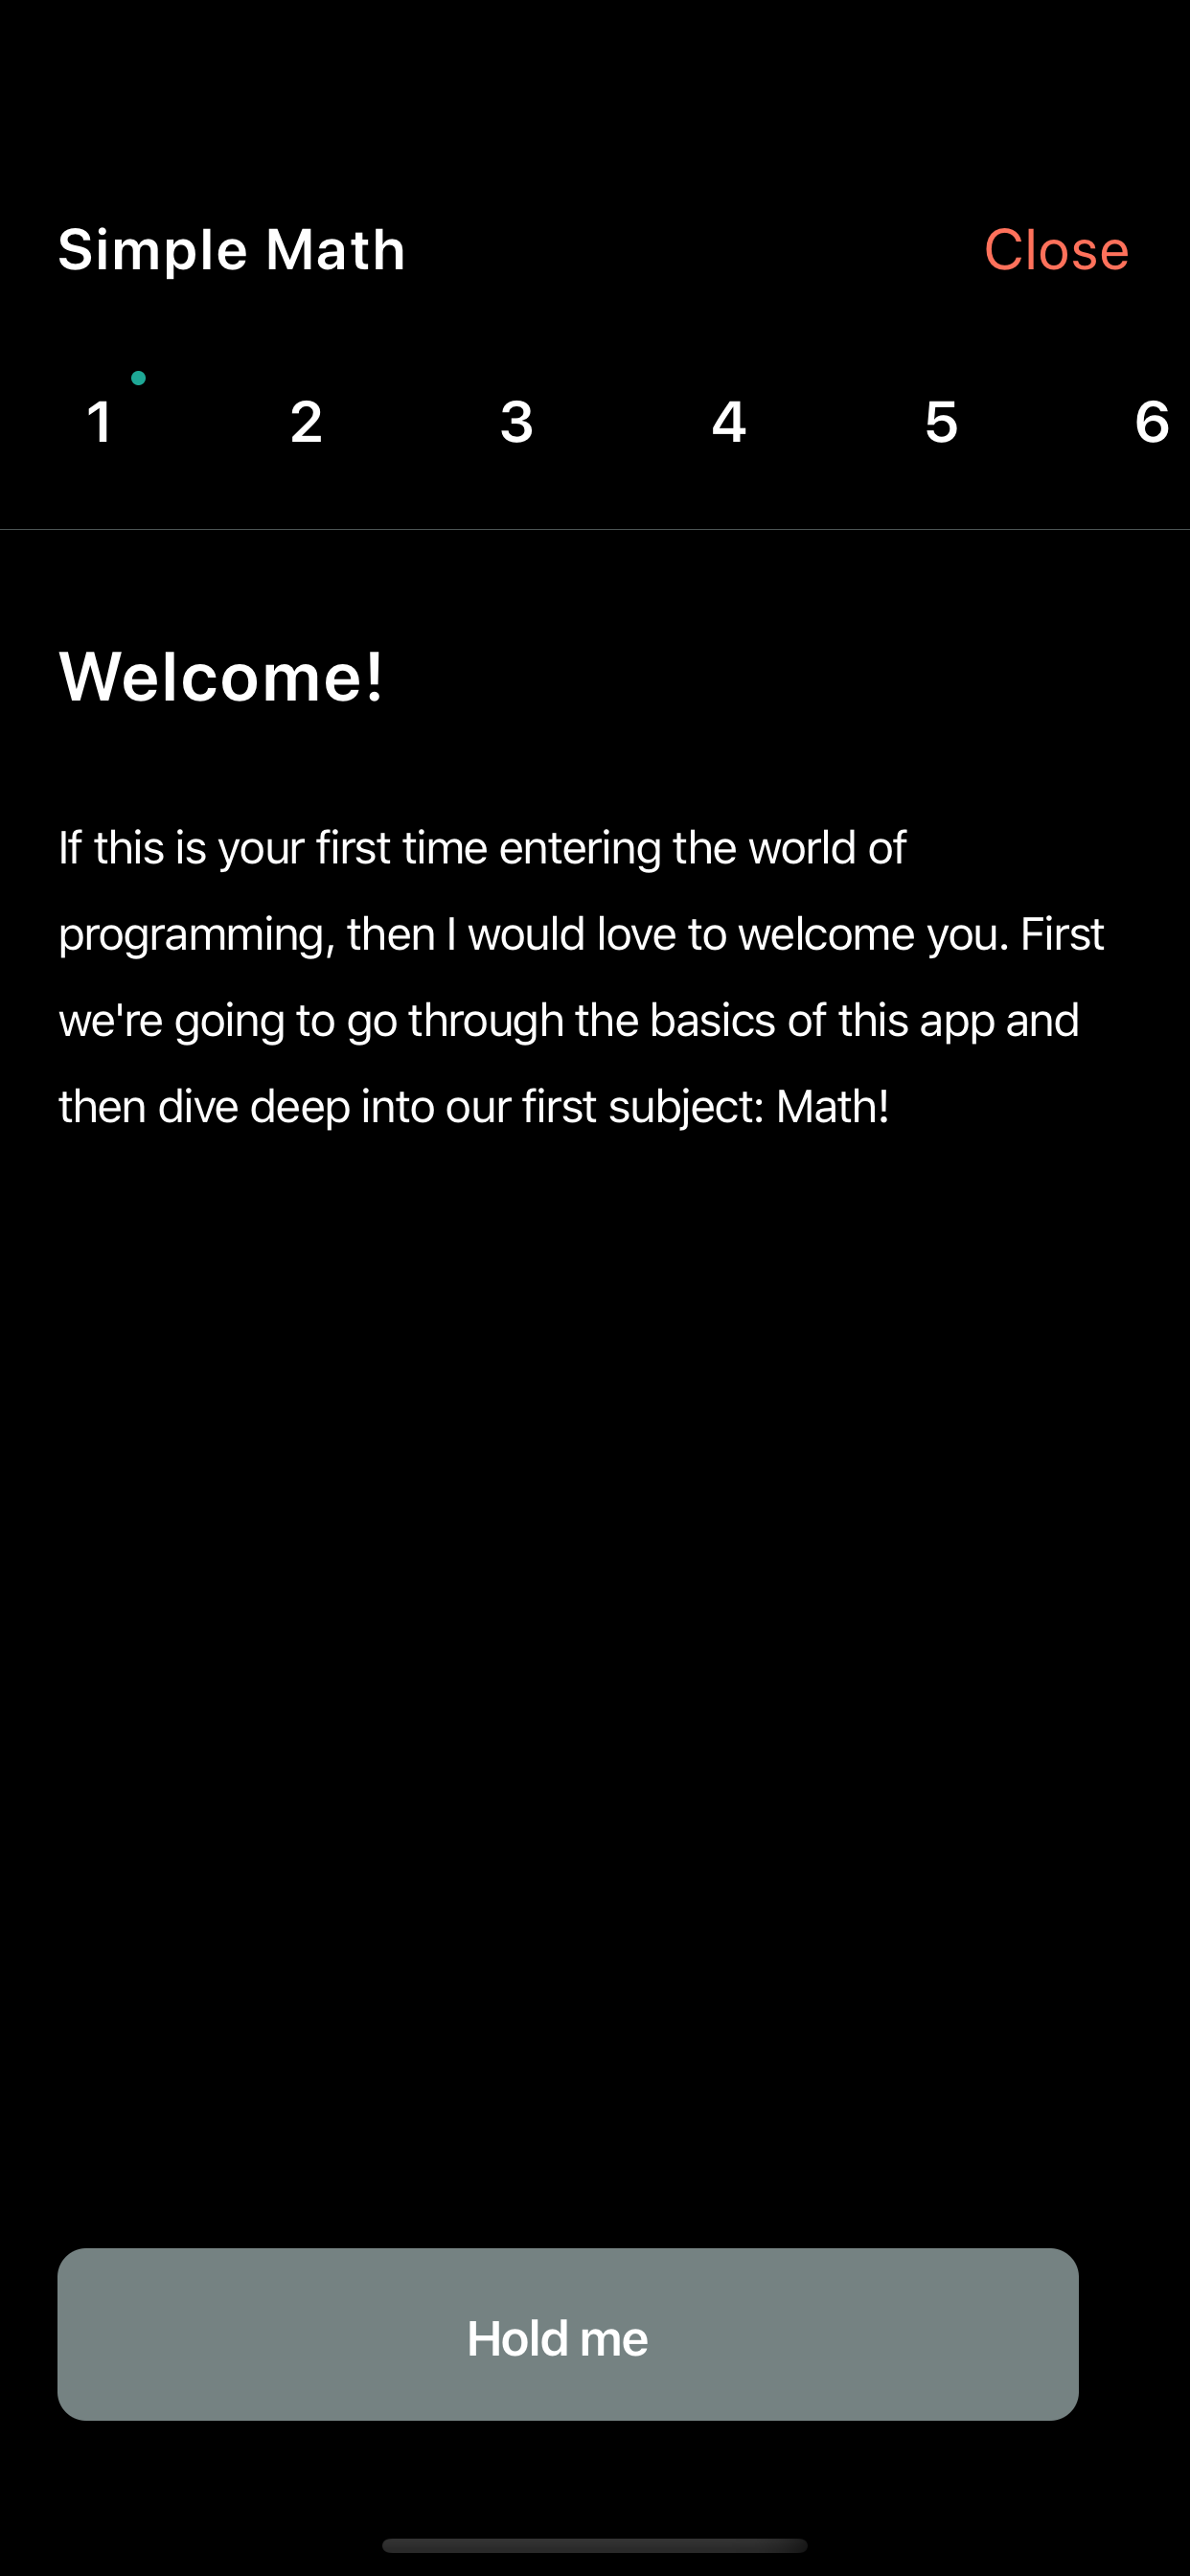 Simple Math
Close
1 2 3 4 5 6
Welcome!
If this is your first time entering the world of
programming, then I would love to welcome you. First
we're going to go through the basics of this app and
then dive deep into our first subject: Math!
Hold me